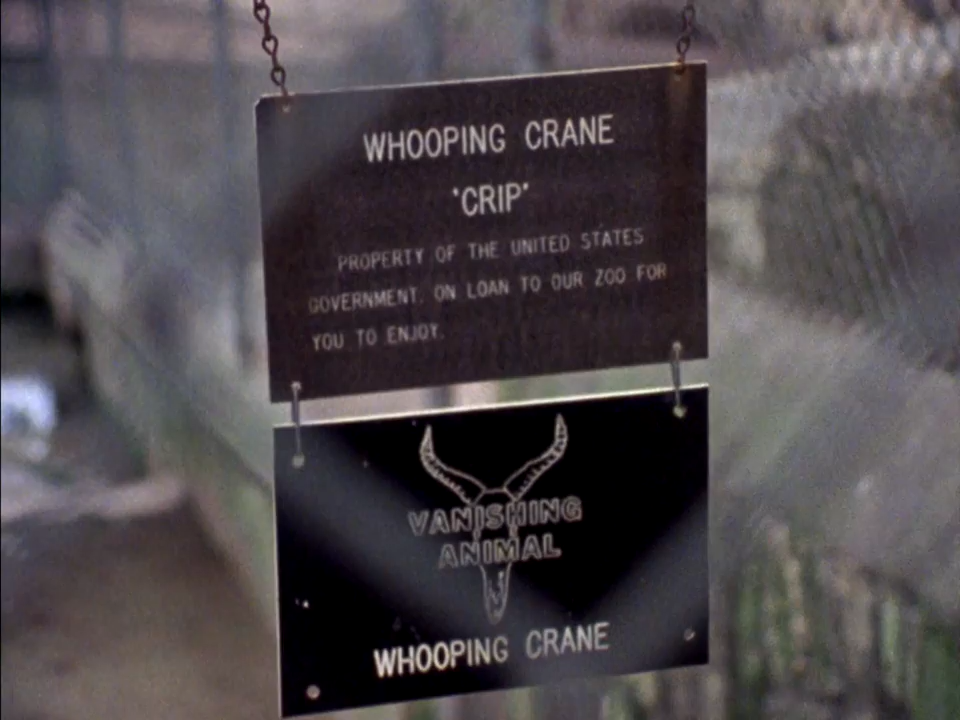 WHOOPING CRANE
'CRIP'
PROPERTY OF THE UNITED STATES
GOVERNMENT. ON LOAN TO OUR ZOO FOR
YOU TO ENJOY.
VANISHING
ANIMAL
WHOOPING CRANE